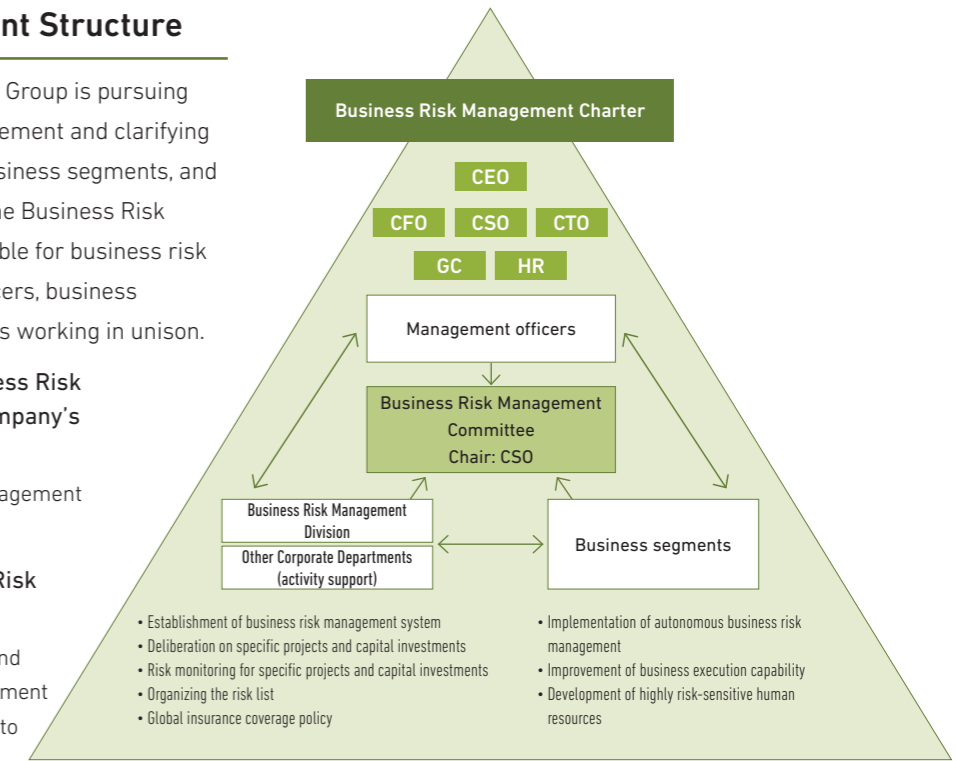 nt Structure
Group is pursuing
ement and clarifying
siness segments, and
ne Business Risk
ble for business risk
cers, business
s working in unison.
ess Risk
mpany's
nagement
Risk
nd
ment
to
Business Risk Management Charter
CEO
CFO CSO CTO
GC HR
Management officers
Business Risk Management
Committee
Chair: CSO
Business Risk Management
Division
Other Corporate Departments
(activity support)
Business segments
• Establishment of business risk management system
• Deliberation on specific projects and capital investments
• Risk monitoring for specific projects and capital investments
• Organizing the risk list
• Global insurance coverage policy
• Implementation of autonomous business risk
management
• Improvement of business execution capability
• Development of highly risk-sensitive human
resources